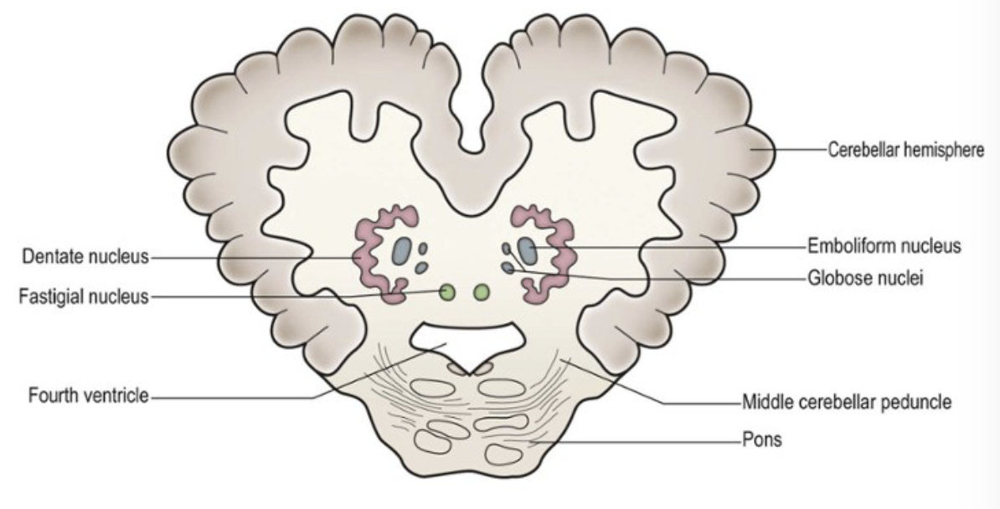 Cerebellar hemisphere
Dentate nucleus
Emboliform nucleus
Globose nuclei
Fastigial nucleus
Fourth ventricle
Middle cerebellar peduncle
Pons